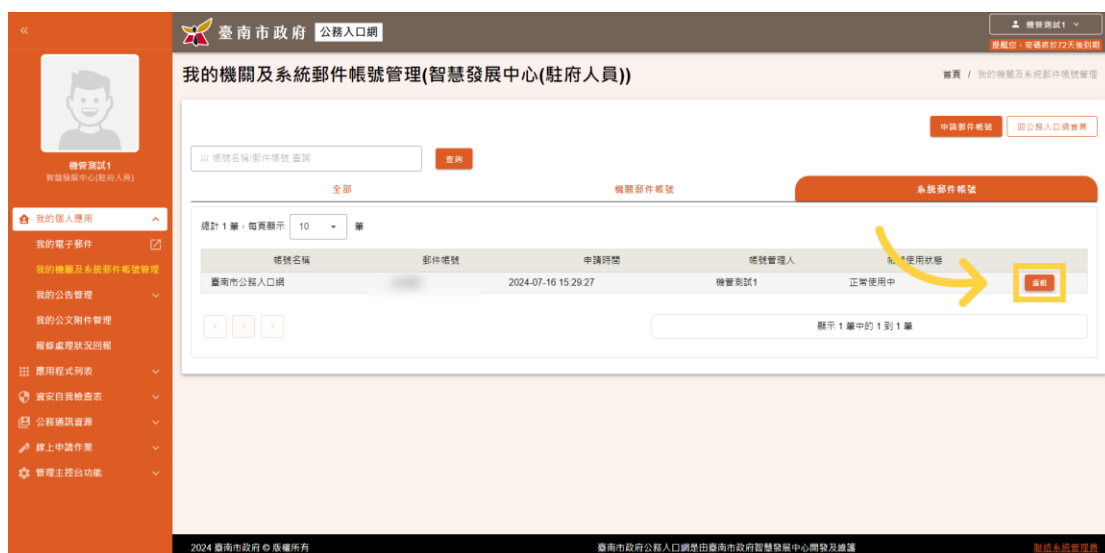 臺南市政府 公務入口網
機管測試1
提醒您，密碼將於72天後到期
機管測試1
智慧發展中心(駐府人員)
我的個人應用
我的電子郵件
我的機關及系統郵件帳號管理
我的公告管理
我的公文附件管理
報修處理狀況回報
應用程式列表
資安自我檢查表
公務通訊資源
線上申請作業
管理主控台功能
我的機關及系統郵件帳號管理(智慧發展中心(駐府人員))
首頁 / 我的機關及系統郵件帳號管理
申請郵件帳號 回公務入口網首頁
以 帳號名稱/郵件帳號 查詢 查詢
全部 機關郵件帳號 系統郵件帳號
總計 1 筆，每頁顯示 10 筆
帳號名稱 郵件帳號 申請時間 帳號管理人 帳號使用狀態
臺南市公務入口網 2024-07-16 15:29:27 機管測試1 正常使用中 編輯
‹ 1 ›
顯示 1 筆中的 1 到 1 筆
2024 臺南市政府 © 版權所有 臺南市政府公務入口網是由臺南市政府智慧發展中心開發及維護 聯絡系統管理員